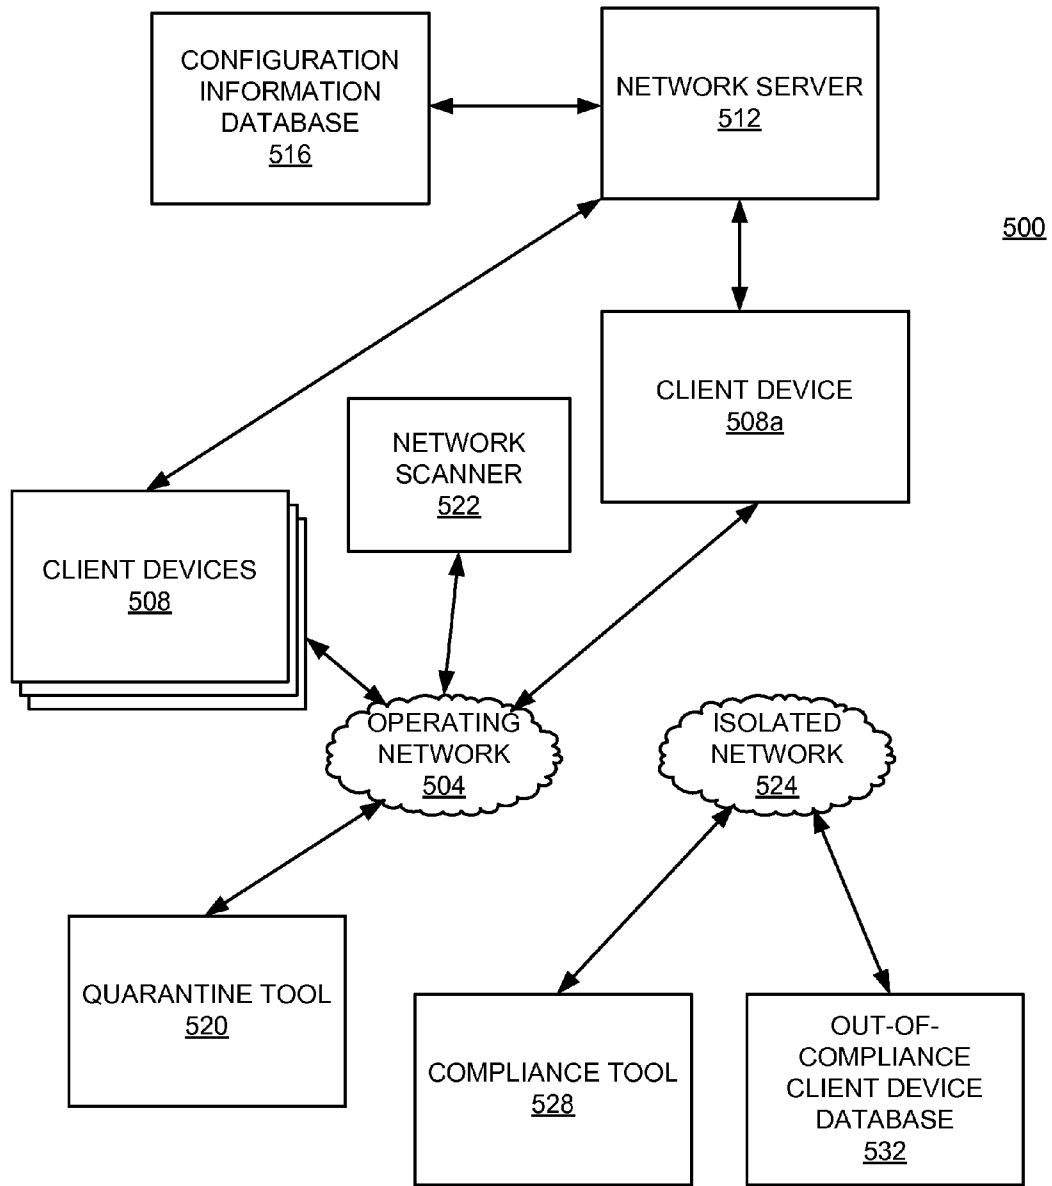 CONFIGURATION
INFORMATION
DATABASE
516
NETWORK SERVER
512
500
CLIENT DEVICE
508a
NETWORK
SCANNER
522
CLIENT DEVICES
508
OPERATING
NETWORK
504
ISOLATED
NETWORK
524
QUARANTINE TOOL
520
COMPLIANCE TOOL
528
OUT-OF-
COMPLIANCE
CLIENT DEVICE
DATABASE
532